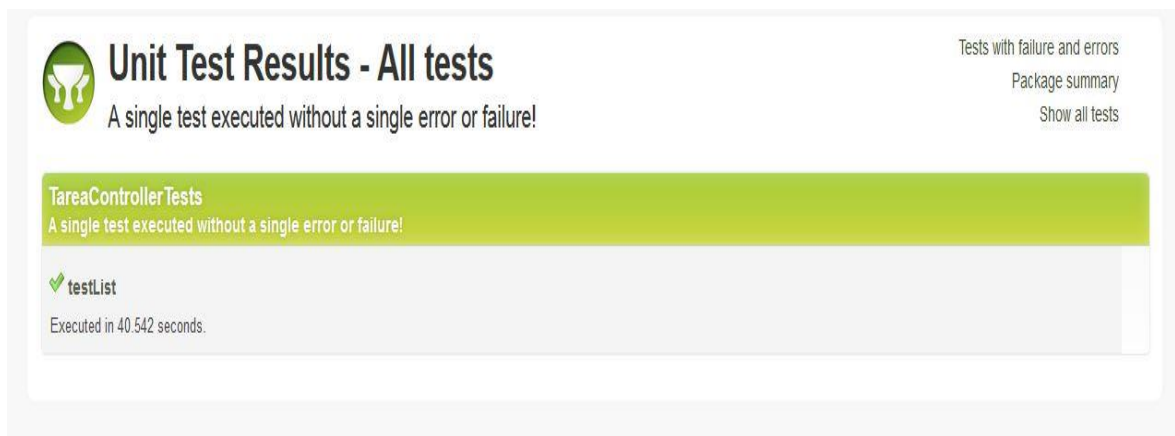 Unit Test Results - All tests
A single test executed without a single error or failure!
Tests with failure and errors
Package summary
Show all tests
TareaControllerTests
A single test executed without a single error or failure!
testList
Executed in 40.542 seconds.